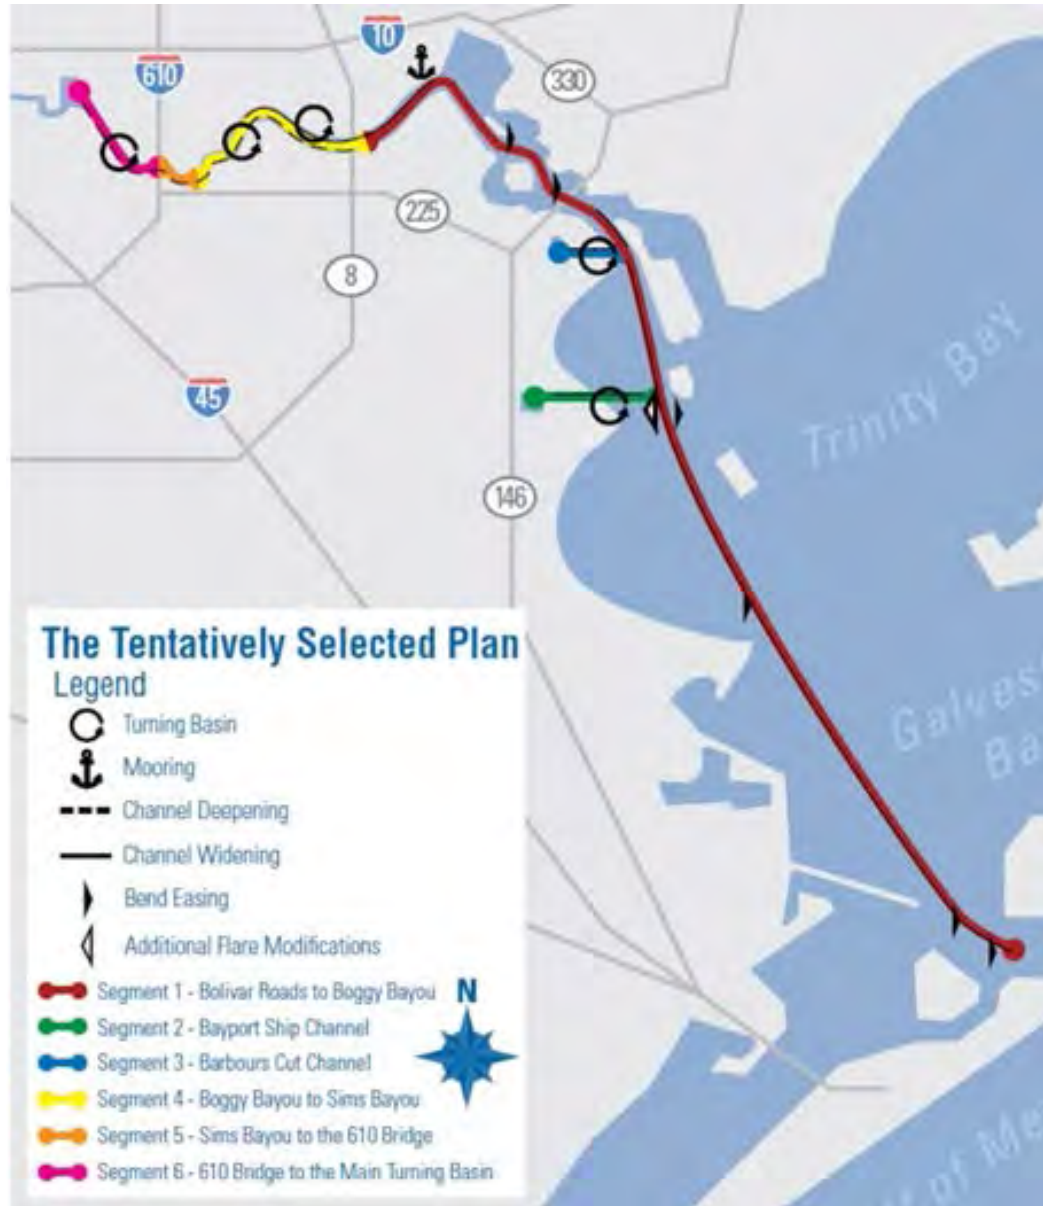 10
610
330
225
8
45
146
Trinity Bay
Galves
Ba
of Me
The Tentatively Selected Plan
Legend
Turning Basin
Mooring
Channel Deepening
Channel Widening
Bend Easing
Additional Flare Modifications
Segment 1 - Bolivar Roads to Boggy Bayou
N
Segment 2 - Bayport Ship Channel
Segment 3 - Barbours Cut Channel
Segment 4 - Boggy Bayou to Sims Bayou
Segment 5 - Sims Bayou to the 610 Bridge
Segment 6 - 610 Bridge to the Main Turning Basin